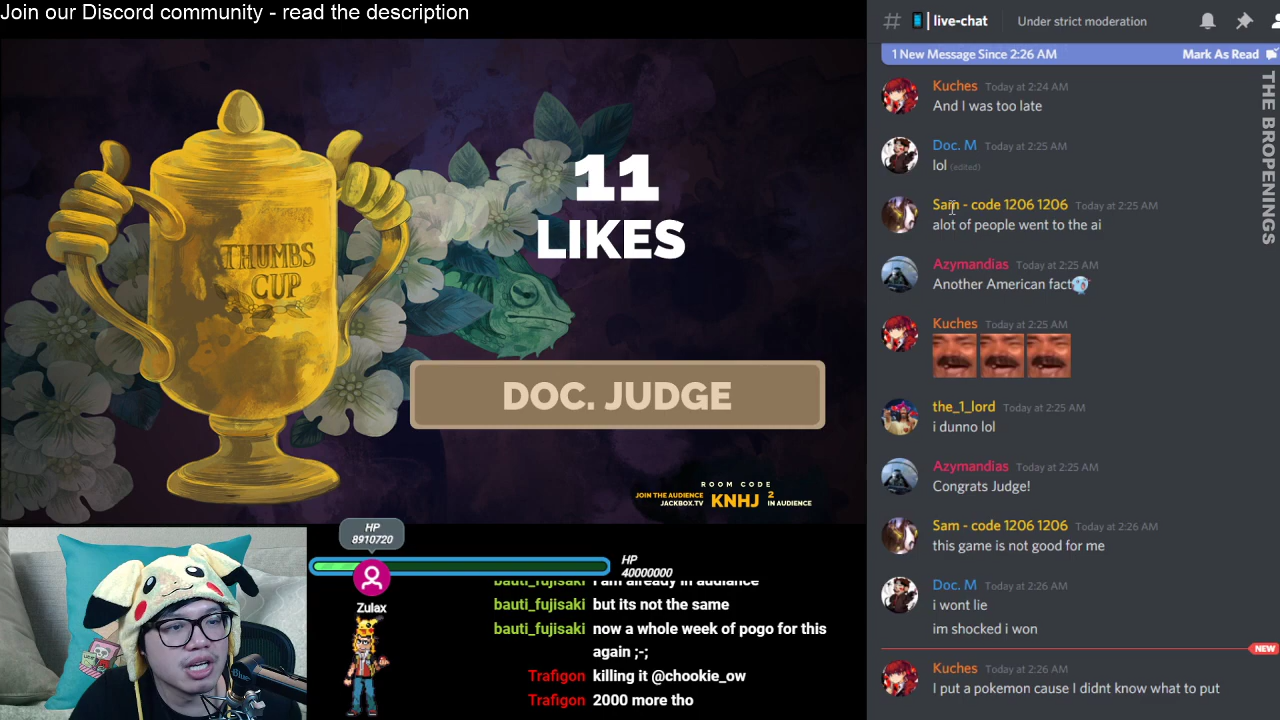 Join our Discord community - read the description
THUMBS
CUP
11
LIKES
DOC. JUDGE
ROOM CODE
JOIN THE AUDIENCE
JACKBOX.TV
KNHJ
2
IN AUDIENCE
HP
8910720
HP
40000000
Zulax
Blue
bauti_fujisaki i am already in audiance
bauti_fujisaki but its not the same
bauti_fujisaki now a whole week of pogo for this
again ;-;
Trafigon killing it @chookie_ow
Trafigon 2000 more tho
# | live-chat Under strict moderation
1 New Message Since 2:26 AM Mark As Read
Kuches Today at 2:24 AM
And I was too late
Doc. M Today at 2:25 AM
lol (edited)
Sam - code 1206 1206 Today at 2:25 AM
alot of people went to the ai
Azymandias Today at 2:25 AM
Another American fact
Kuches Today at 2:25 AM
the_1_lord Today at 2:25 AM
i dunno lol
Azymandias Today at 2:25 AM
Congrats Judge!
Sam - code 1206 1206 Today at 2:26 AM
this game is not good for me
Doc. M Today at 2:26 AM
i wont lie
im shocked i won
NEW
Kuches Today at 2:26 AM
I put a pokemon cause I didnt know what to put
THE BROPENINGS